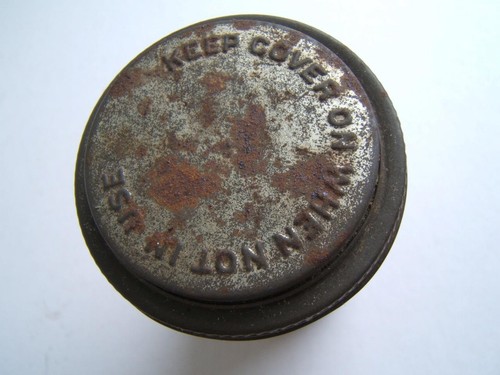 KEEP COVER ON WHEN NOT IN USE